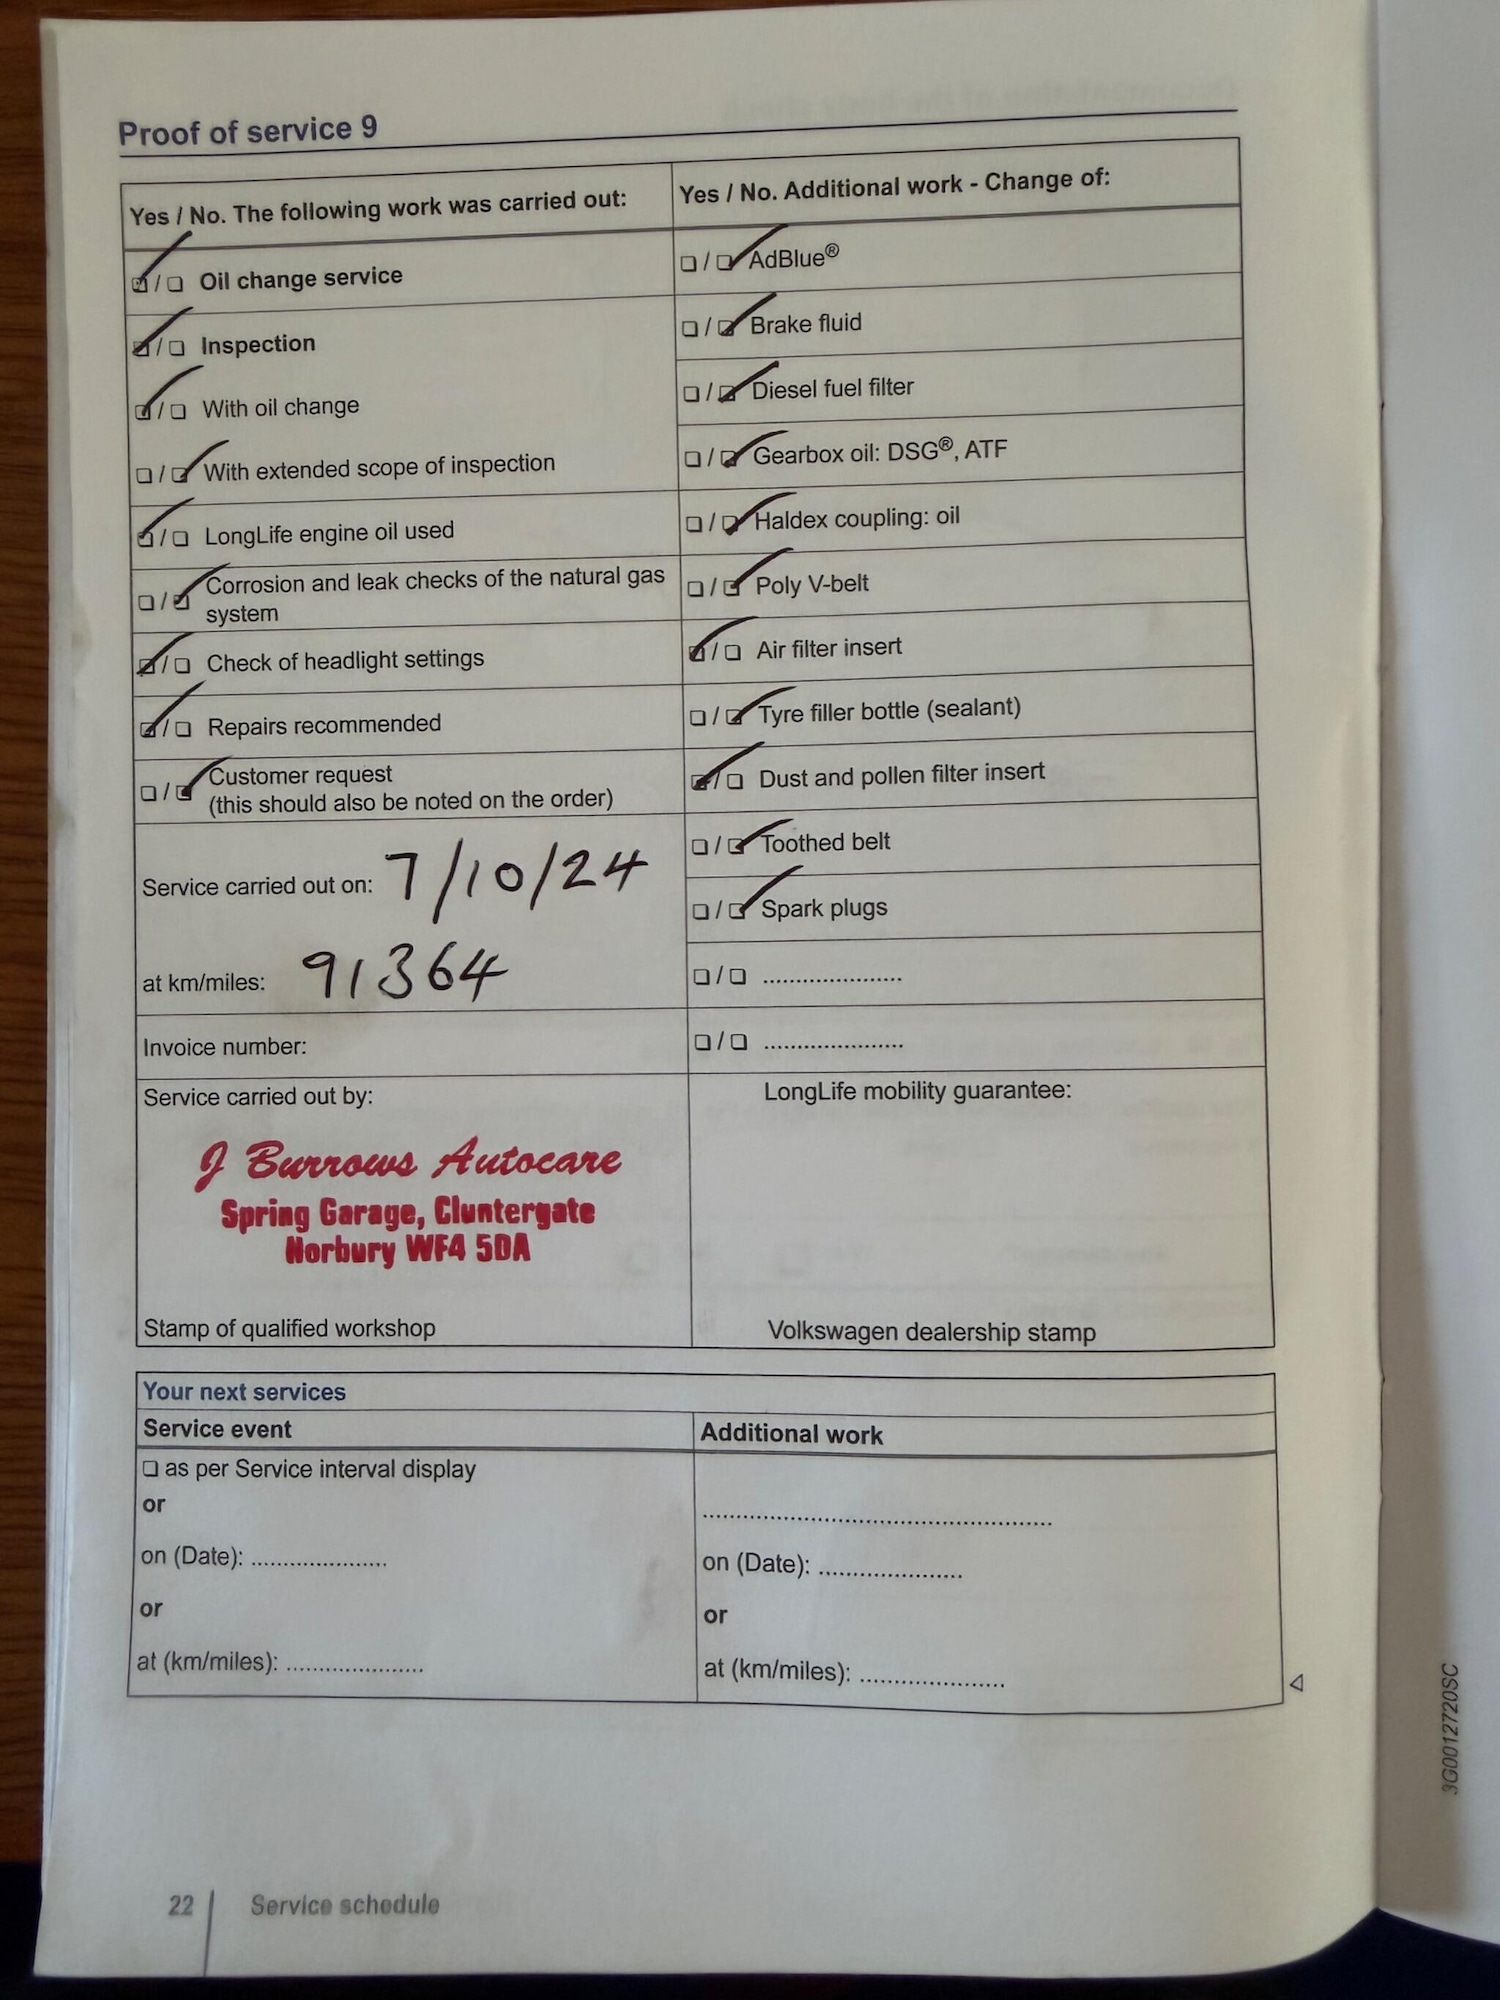 Proof of service 9
Yes / No. The following work was carried out:
Oil change service
Inspection
With oil change
With extended scope of inspection
LongLife engine oil used
Corrosion and leak checks of the natural gas
system
Check of headlight settings
Repairs recommended
Customer request
(this should also be noted on the order)
Service carried out on: 7/10/24
at km/miles: 91364
Invoice number:
Service carried out by:
J Burrows Autocare
Spring Garage, Cluntergate
Horbury WF4 5DA
Stamp of qualified workshop
Yes / No. Additional work - Change of:
AdBlue®
Brake fluid
Diesel fuel filter
Gearbox oil: DSG®, ATF
Haldex coupling: oil
Poly V-belt
Air filter insert
Tyre filler bottle (sealant)
Dust and pollen filter insert
Toothed belt
Spark plugs
LongLife mobility guarantee:
Volkswagen dealership stamp
Your next services
Service event
as per Service interval display
or
on (Date): .....................
or
at (km/miles): .....................
Additional work
on (Date): .....................
or
at (km/miles): .....................
22 Service schedule
3G0012720SC